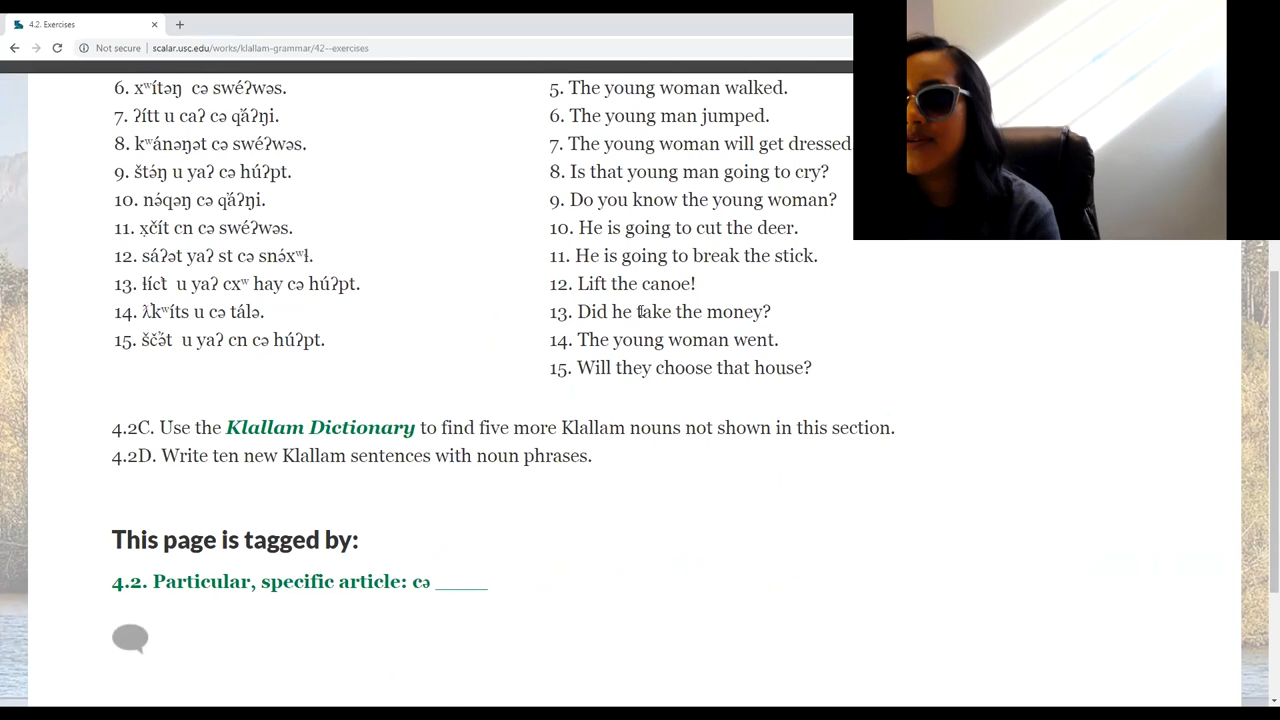 4.2. Exercises
Not secure | scalar.usc.edu/works/klallam-grammar/42--exercises
6. xʷítəŋ cə swéʔwəs.
7. ʔítt u caʔ cə q̕áʔŋi.
8. kʷánəŋət cə swéʔwəs.
9. štə́ŋ u yaʔ cə húʔpt.
10. nə́qəŋ cə q̕áʔŋi.
11. x̣čít cn cə swéʔwəs.
12. sáʔət yaʔ st cə snə́xʷɬ.
13. ɬíc̕t u yaʔ cxʷ hay cə húʔpt.
14. ƛ̕kʷíts u cə tálə.
15. šč̕ə́t u yaʔ cn cə húʔpt.
5. The young woman walked.
6. The young man jumped.
7. The young woman will get dressed
8. Is that young man going to cry?
9. Do you know the young woman?
10. He is going to cut the deer.
11. He is going to break the stick.
12. Lift the canoe!
13. Did he take the money?
14. The young woman went.
15. Will they choose that house?
4.2C. Use the Klallam Dictionary to find five more Klallam nouns not shown in this section.
4.2D. Write ten new Klallam sentences with noun phrases.
This page is tagged by:
4.2. Particular, specific article: cə _____